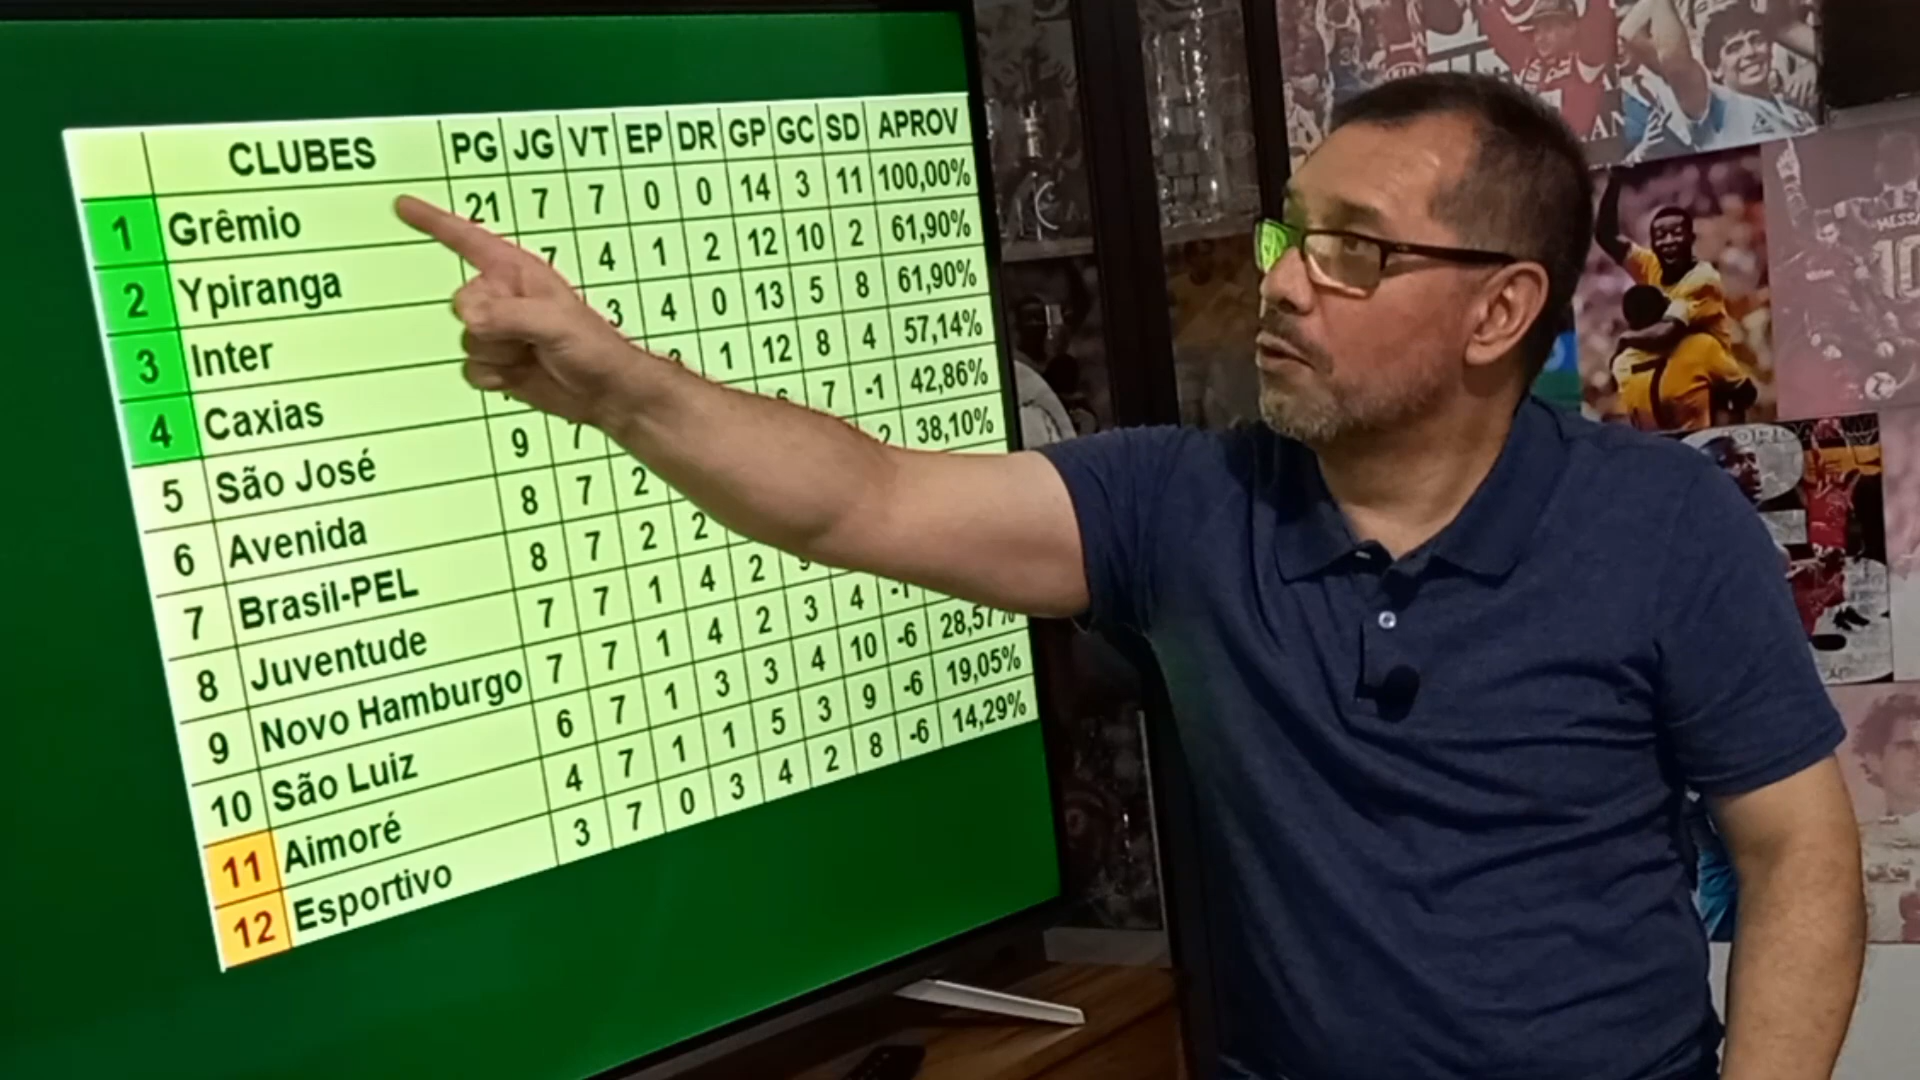 CLUBES PG JG VT EP DR GP GC SD APROV
1 Grêmio 21 7 7 0 0 14 3 11 100,00%
2 Ypiranga 7 4 1 2 12 10 2 61,90%
3 Inter 3 4 0 13 5 8 61,90%
4 Caxias 1 12 8 4 57,14%
5 São José 9 7 7 -1 42,86%
6 Avenida 8 7 2 38,10%
7 Brasil-PEL 8 7 2 2
8 Juventude 7 7 1 4 2
9 Novo Hamburgo 7 7 1 4 2 3 4 -1
10 São Luiz 6 7 1 3 3 4 10 -6 28,57%
11 Aimoré 4 7 1 1 5 3 9 -6 19,05%
12 Esportivo 3 7 0 3 4 2 8 -6 14,29%
MESSI
10
7